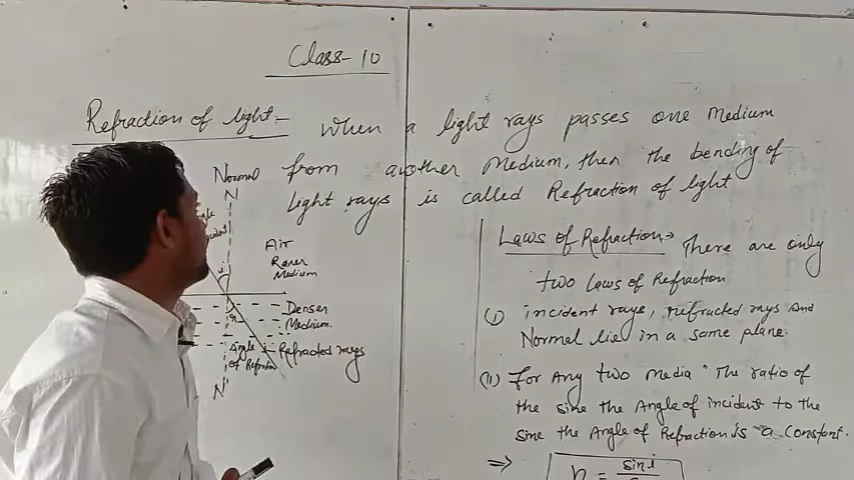 Class-10
Refraction of light- When a light rays passes one medium
from another medium, then the bending of
light rays is called Refraction of light
Normal
N
Air
Rarer
Medium
i
Denser
Medium.
r
Angle
of Refraction
Refracted rays
N'
Laws of Refraction→ There are only
two laws of Refraction
(i) incident rays, refracted rays and
Normal lie in a same plane.
(ii) For Any two media "The ratio of
the sine the Angle of incident to the
sine the Angle of Refraction is a constant.
⇒ n = sin i